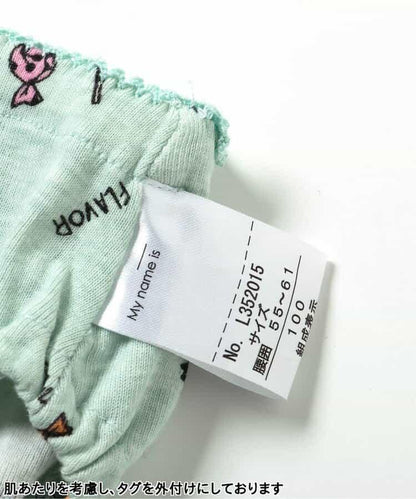 FLAVOR
My name is
No. L352015
サイズ
腰囲 55~61
100
組成表示
肌あたりを考慮し、タグを外付けにしております